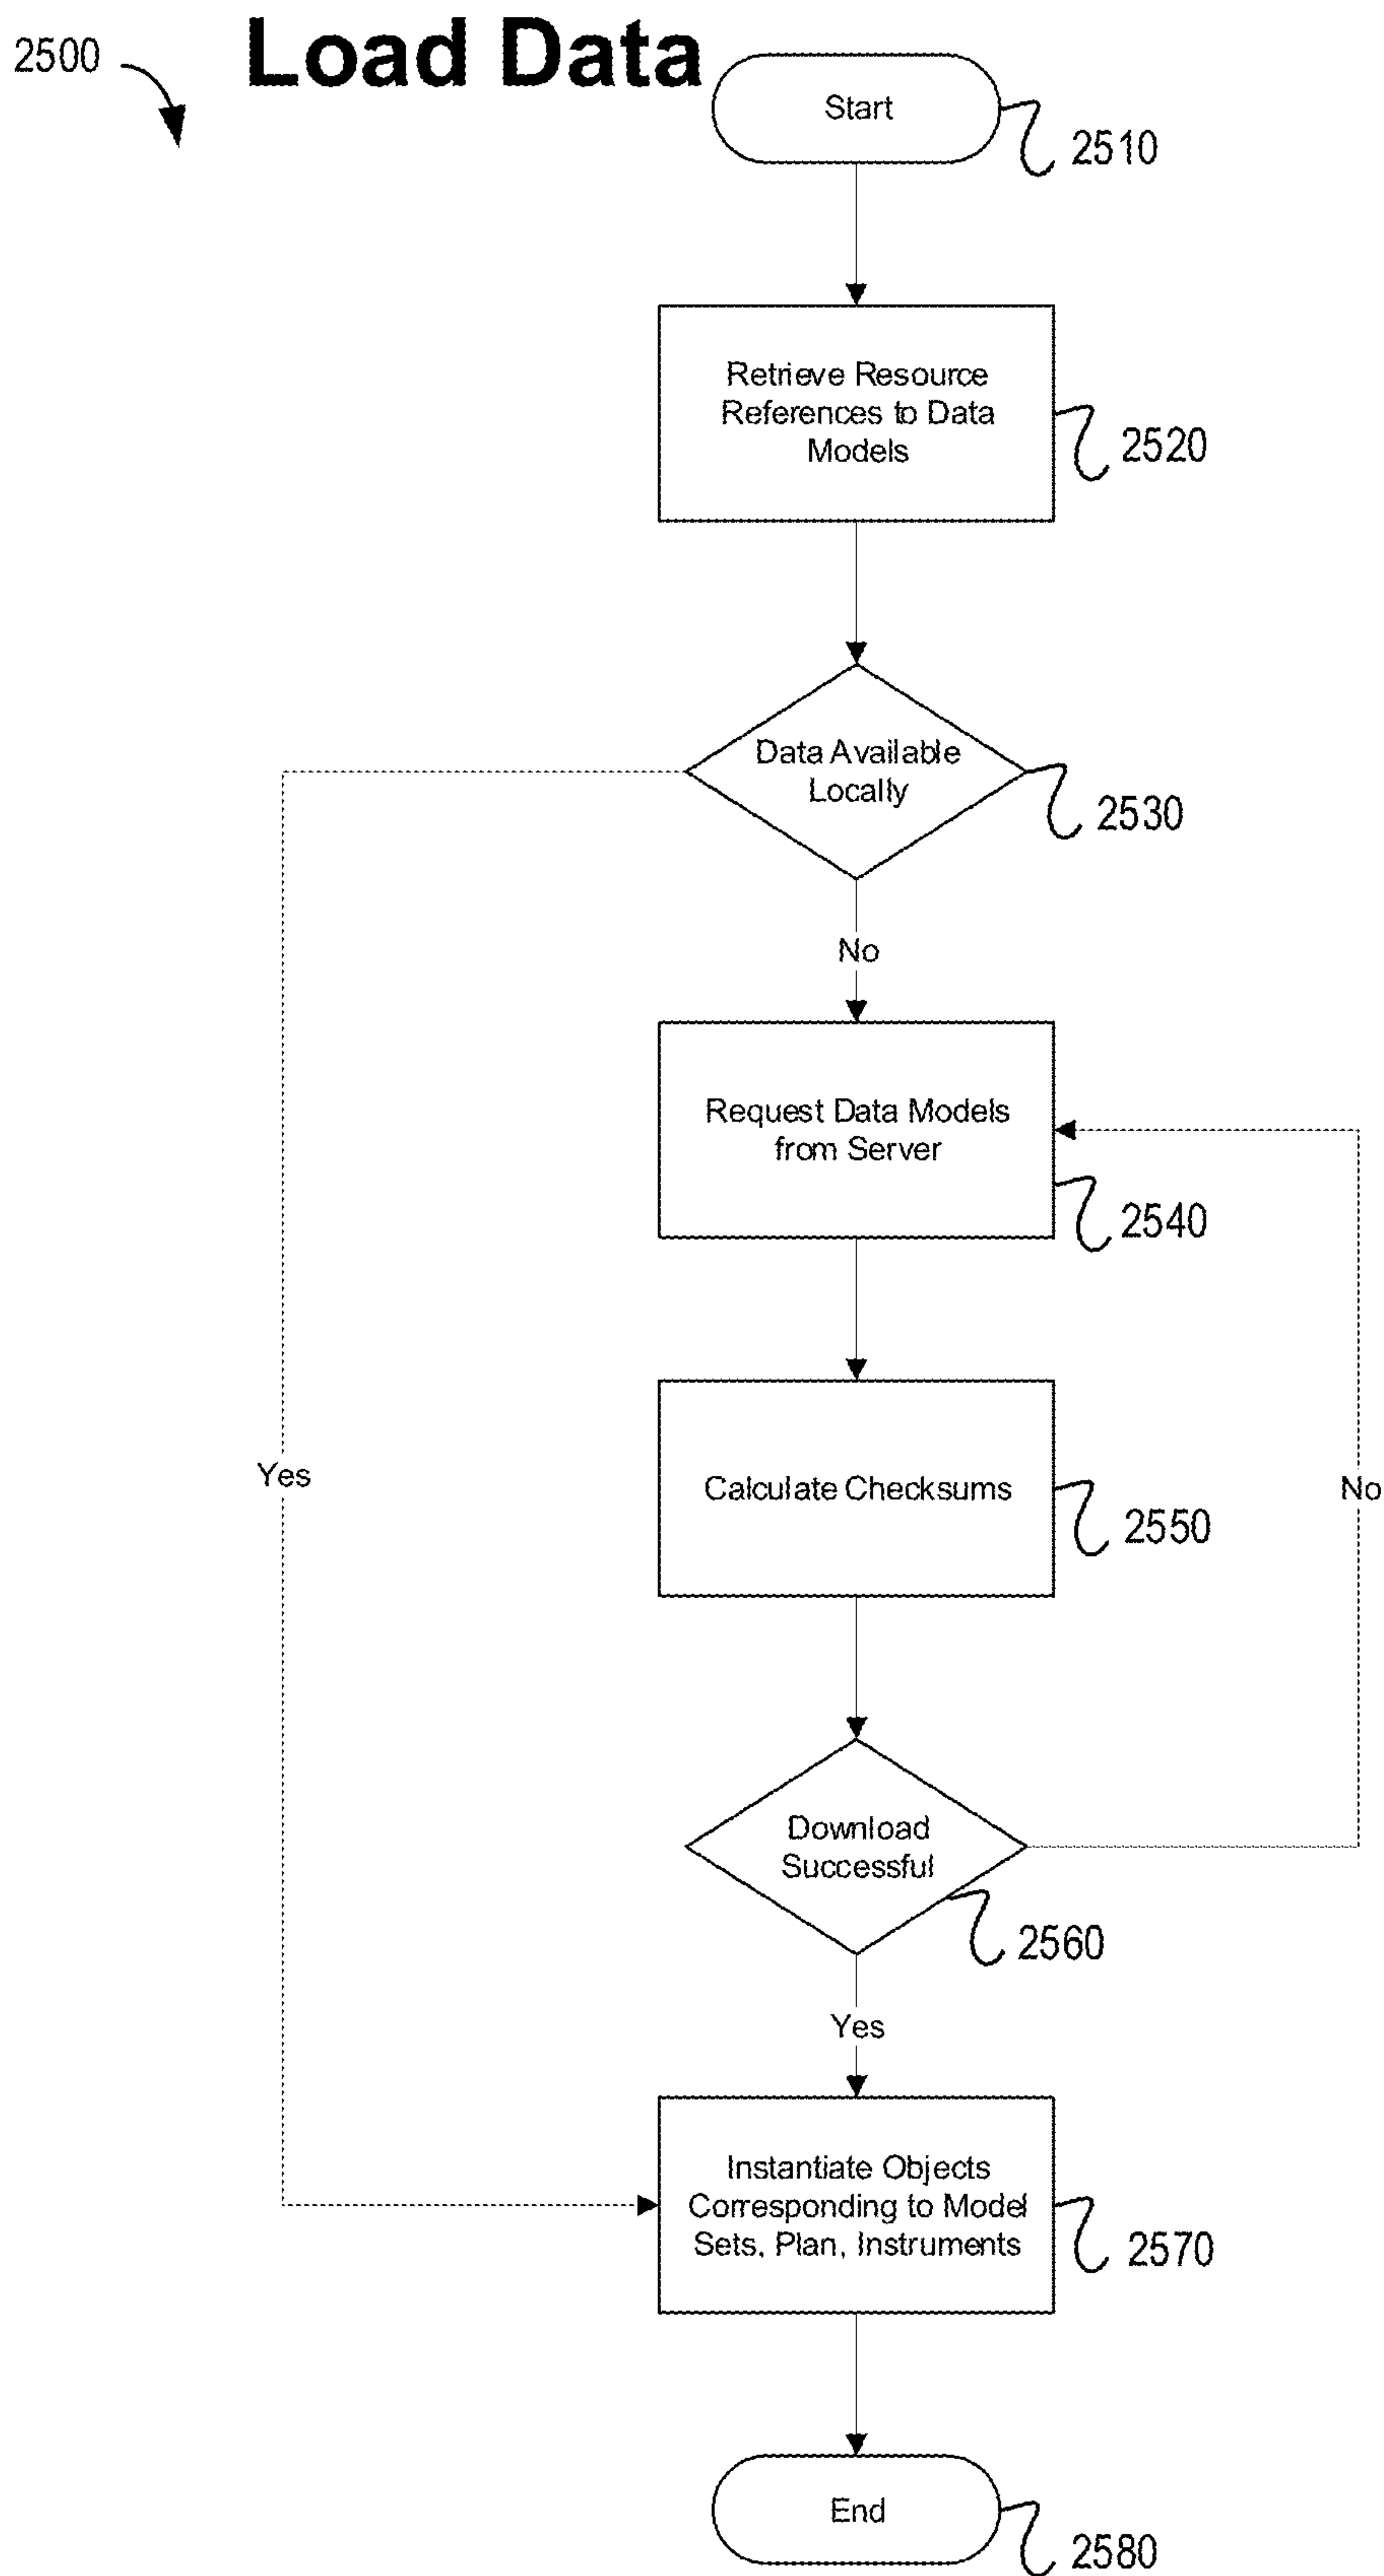 2500
Load Data
Start
2510
Retrieve Resource
References to Data
Models
2520
Data Available
Locally
2530
No
Request Data Models
from Server
2540
Yes
Calculate Checksums
No
2550
Download
Successful
2560
Yes
Instantiate Objects
Corresponding to Model
Sets, Plan, Instruments
2570
End
2580